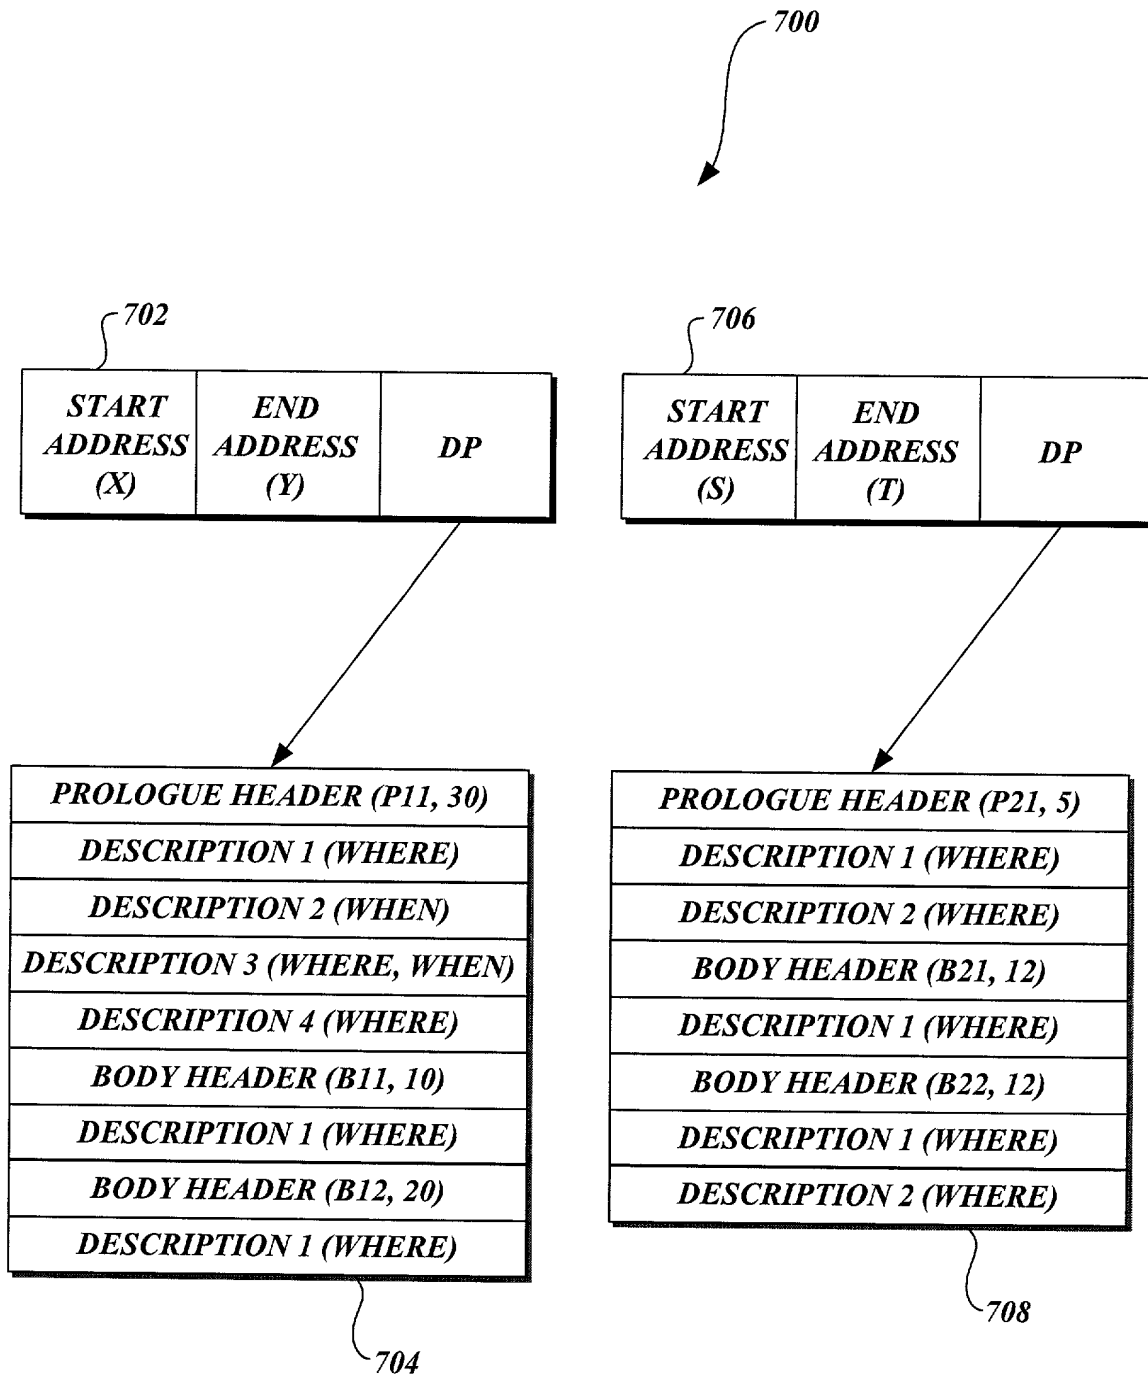 700
702
START
ADDRESS
(X)
END
ADDRESS
(Y)
DP
706
START
ADDRESS
(S)
END
ADDRESS
(T)
DP
PROLOGUE HEADER (P11, 30)
DESCRIPTION 1 (WHERE)
DESCRIPTION 2 (WHEN)
DESCRIPTION 3 (WHERE, WHEN)
DESCRIPTION 4 (WHERE)
BODY HEADER (B11, 10)
DESCRIPTION 1 (WHERE)
BODY HEADER (B12, 20)
DESCRIPTION 1 (WHERE)
704
PROLOGUE HEADER (P21, 5)
DESCRIPTION 1 (WHERE)
DESCRIPTION 2 (WHERE)
BODY HEADER (B21, 12)
DESCRIPTION 1 (WHERE)
BODY HEADER (B22, 12)
DESCRIPTION 1 (WHERE)
DESCRIPTION 2 (WHERE)
708